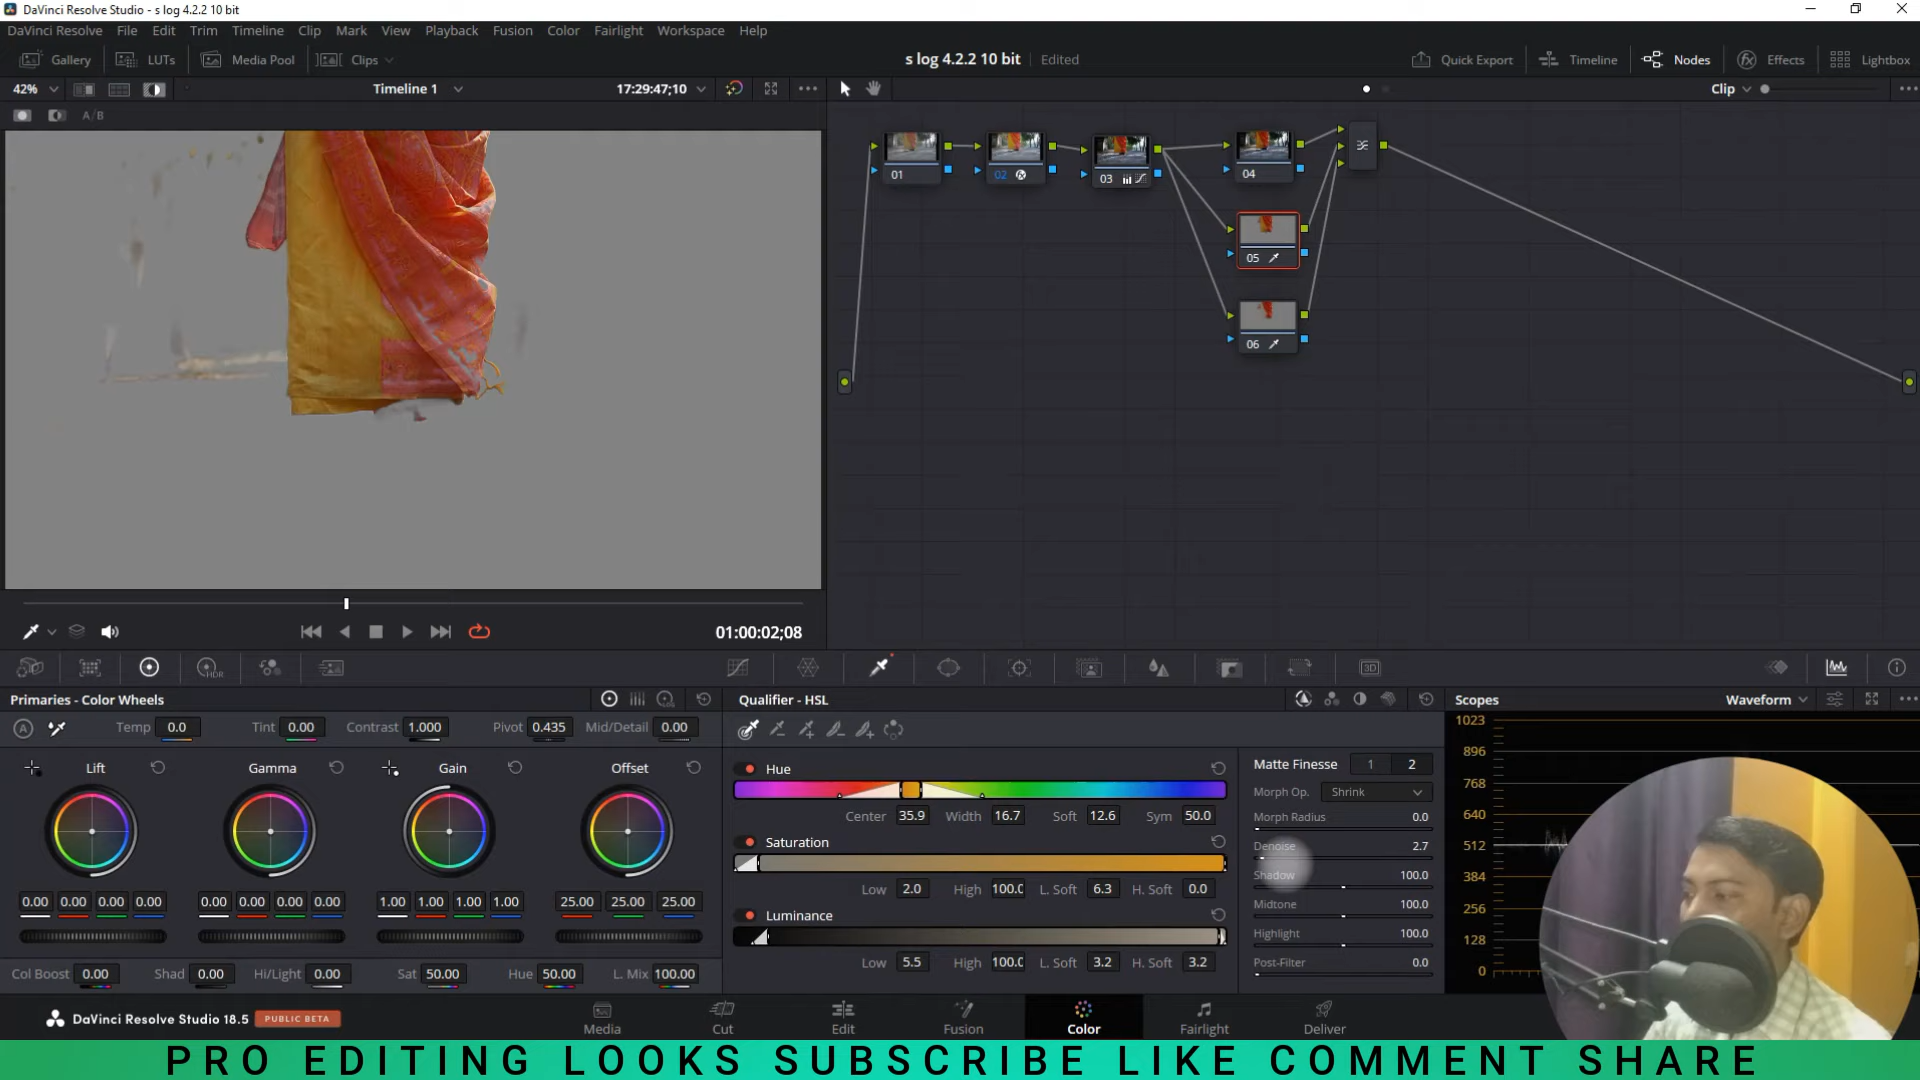 DaVinci Resolve Studio - s log 4.2.2 10 bit
DaVinci Resolve File Edit Trim Timeline Clip Mark View Playback Fusion Color Fairlight Workspace Help
Gallery LUTs Media Pool Clips s log 4.2.2 10 bit Edited Quick Export Timeline Nodes Effects Lightbox
42% Timeline 1 17:29:47;10 Clip
A/B
01 02 03 04
05
06
01:00:02;08
HDR 3D
Primaries - Color Wheels Qualifier - HSL Scopes Waveform
A Temp 0.0 Tint 0.00 Contrast 1.000 Pivot 0.435 Mid/Detail 0.00
Lift Gamma Gain Offset
0.00 0.00 0.00 0.00 0.00 0.00 0.00 0.00 1.00 1.00 1.00 1.00 25.00 25.00 25.00
Col Boost 0.00 Shad 0.00 Hi/Light 0.00 Sat 50.00 Hue 50.00 L. Mix 100.00
Hue
Center 35.9 Width 16.7 Soft 12.6 Sym 50.0
Saturation
Low 2.0 High 100.0 L. Soft 6.3 H. Soft 0.0
Luminance
Low 5.5 High 100.0 L. Soft 3.2 H. Soft 3.2
Matte Finesse 1 2
Morph Op. Shrink
Morph Radius 0.0
Denoise 2.7
Shadow 100.0
Midtone 100.0
Highlight 100.0
Post-Filter 0.0
1023
896
768
640
512
384
256
128
0
DaVinci Resolve Studio 18.5 PUBLIC BETA Media Cut Edit Fusion Color Fairlight Deliver
PRO EDITING LOOKS SUBSCRIBE LIKE COMMENT SHARE